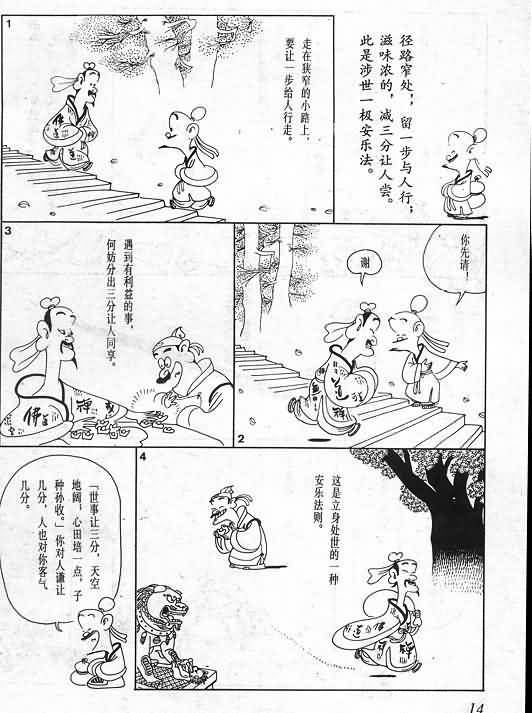 径路窄处，留一步与人行；
滋味浓的，减三分让人尝。
此是涉世一极安乐法。
1
走在狭窄的小路上，
要让一步给人行走。
2
你先请！
谢
3
遇到有利益的事，
何妨分出三分让人同享。
4
这是立身处世的一种
安乐法则。
「世事让三分，天空
地阔，心田培一点，子
种孙收。」你对人谦让
几分，人也对你客气
几分。
14